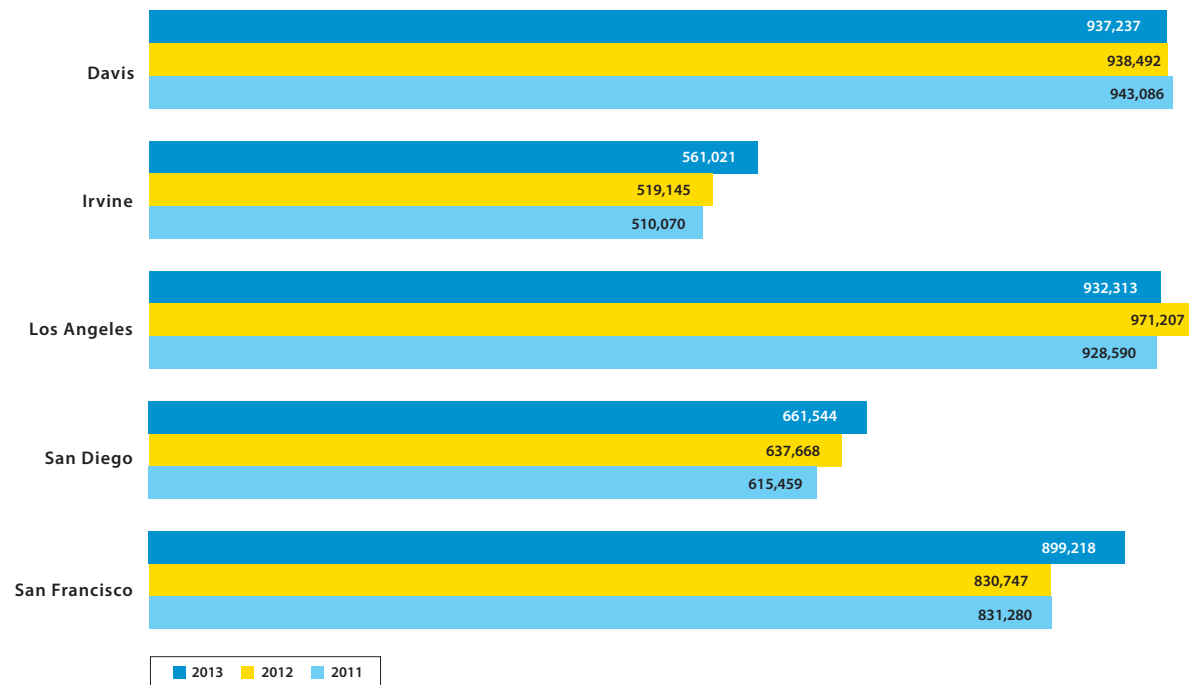 937,237
938,492
Davis
943,086
561,021
519,145
Irvine
510,070
932,313
971,207
Los Angeles
928,590
661,544
637,668
San Diego
615,459
899,218
830,747
San Francisco
831,280
2013 2012 2011